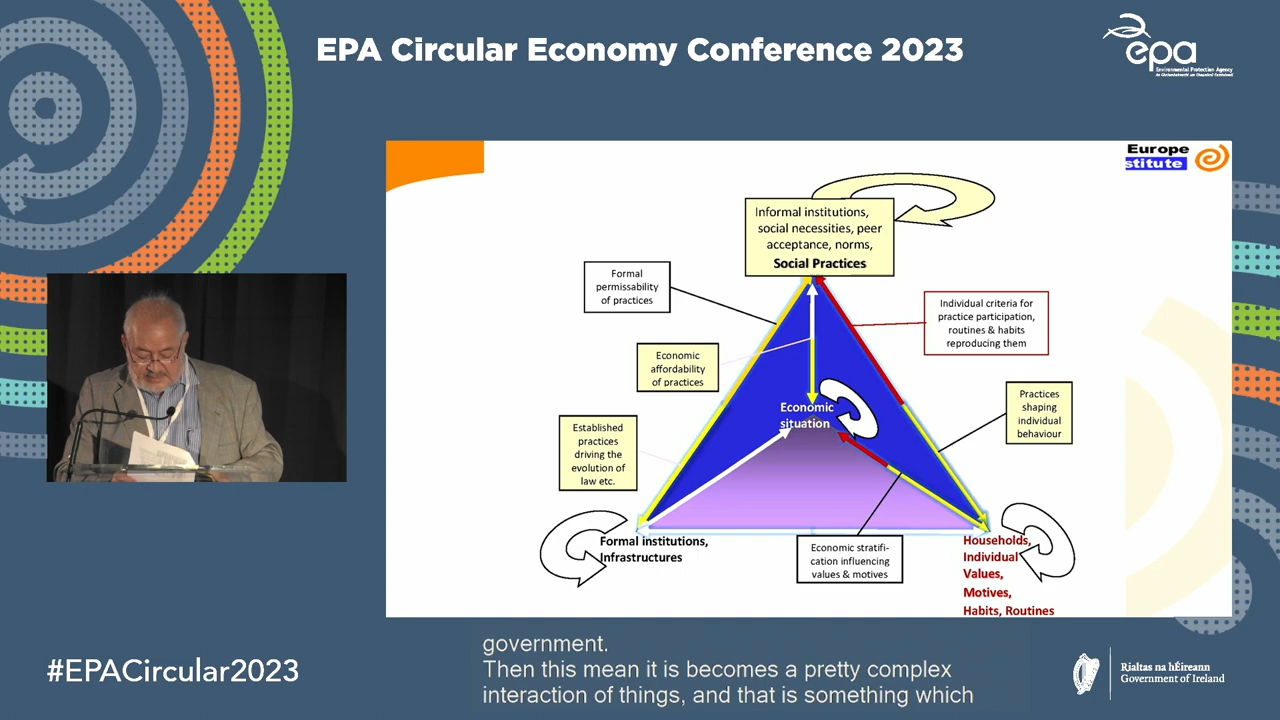 EPA Circular Economy Conference 2023
epa
Environmental Protection Agency
Europe
stitute
Informal institutions,
social necessities, peer
acceptance, norms,
Social Practices
Formal
permissability
of practices
Individual criteria for
practice participation,
routines & habits
reproducing them
Economic
affordability
of practices
Practices
shaping
individual
behaviour
Economic
situation
Established
practices
driving the
evolution of
law etc.
Formal institutions,
Infrastructures
Economic stratifi-
cation influencing
values & motives
Households,
Individual
Values,
Motives,
Habits, Routines
#EPACircular2023
government.
Then this mean it is becomes a pretty complex
interaction of things, and that is something which
Rialtas na hÉireann
Government of Ireland